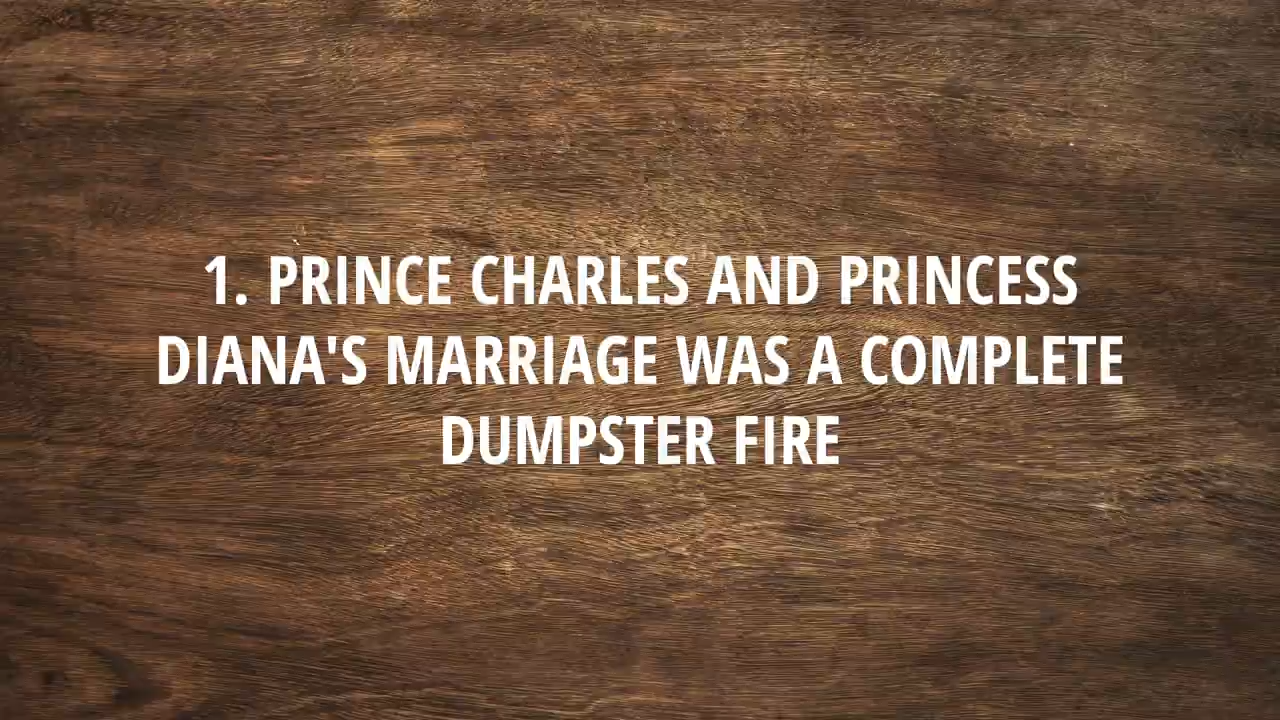 1. PRINCE CHARLES AND PRINCESS
DIANA'S MARRIAGE WAS A COMPLETE
DUMPSTER FIRE